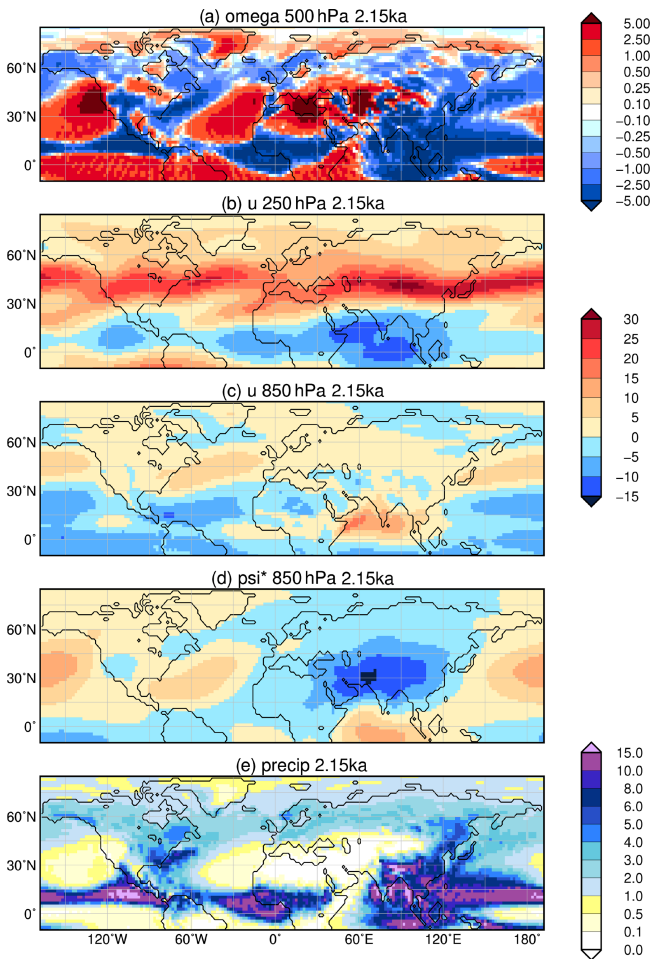 (a) omega 500 hPa 2.15ka
60°N
30°N
0°
5.00
2.50
1.00
0.50
0.25
0.10
−0.10
−0.25
−0.50
−1.00
−2.50
−5.00
(b) u 250 hPa 2.15ka
60°N
30°N
0°
(c) u 850 hPa 2.15ka
60°N
30°N
0°
30
25
20
15
10
5
0
−5
−10
−15
(d) psi* 850 hPa 2.15ka
60°N
30°N
0°
(e) precip 2.15ka
60°N
30°N
0°
120°W
60°W
0°
60°E
120°E
180°
15.0
10.0
8.0
6.0
5.0
4.0
3.0
2.0
1.0
0.5
0.1
0.0